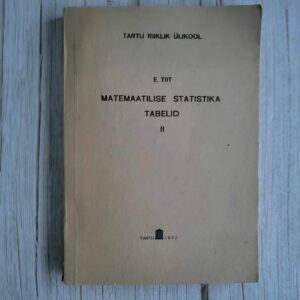 TARTU RIIKLIK ÜLIKOOL
E. TIIT
MATEMAATILISE STATISTIKA
TABELID
II
TARTU